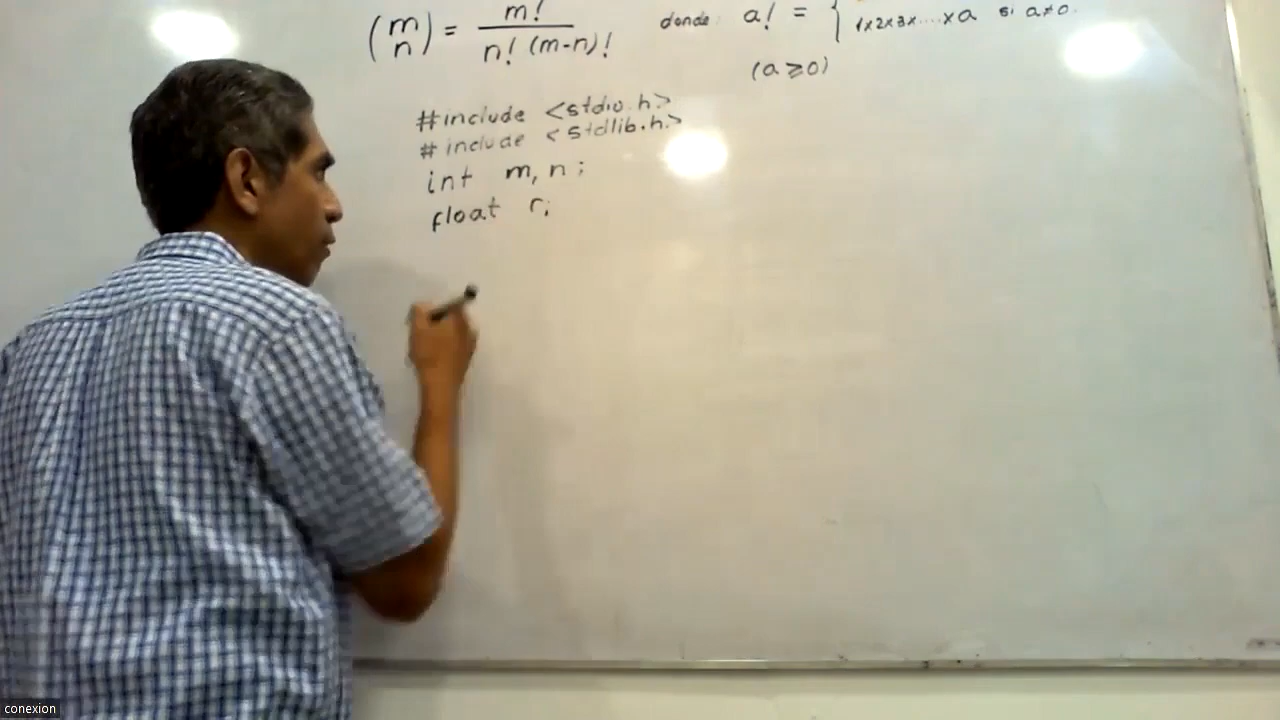 (m n) = m! / n! (m-n)! donde: a! = { 1x2x3x....xa si a≠0.
(a ≥ 0)
#include <stdio.h>
#include <stdlib.h>
int m, n;
float r;
conexion